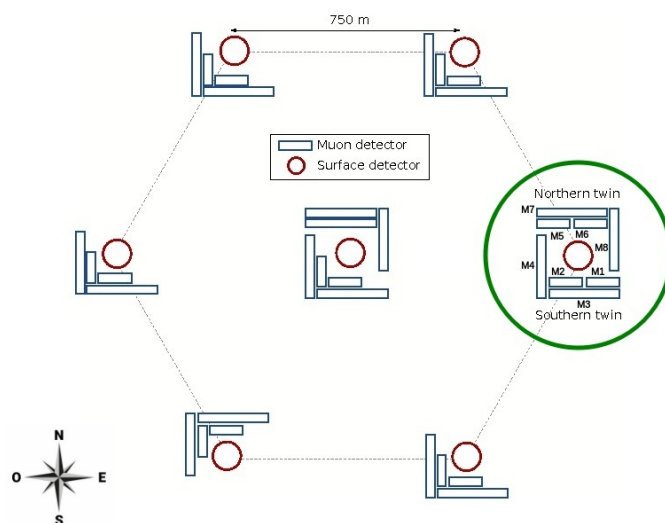 750 m
Muon detector
Surface detector
Northern twin
M7
M5 M6
M8
M4
M2 M1
M3
Southern twin
N
O E
S